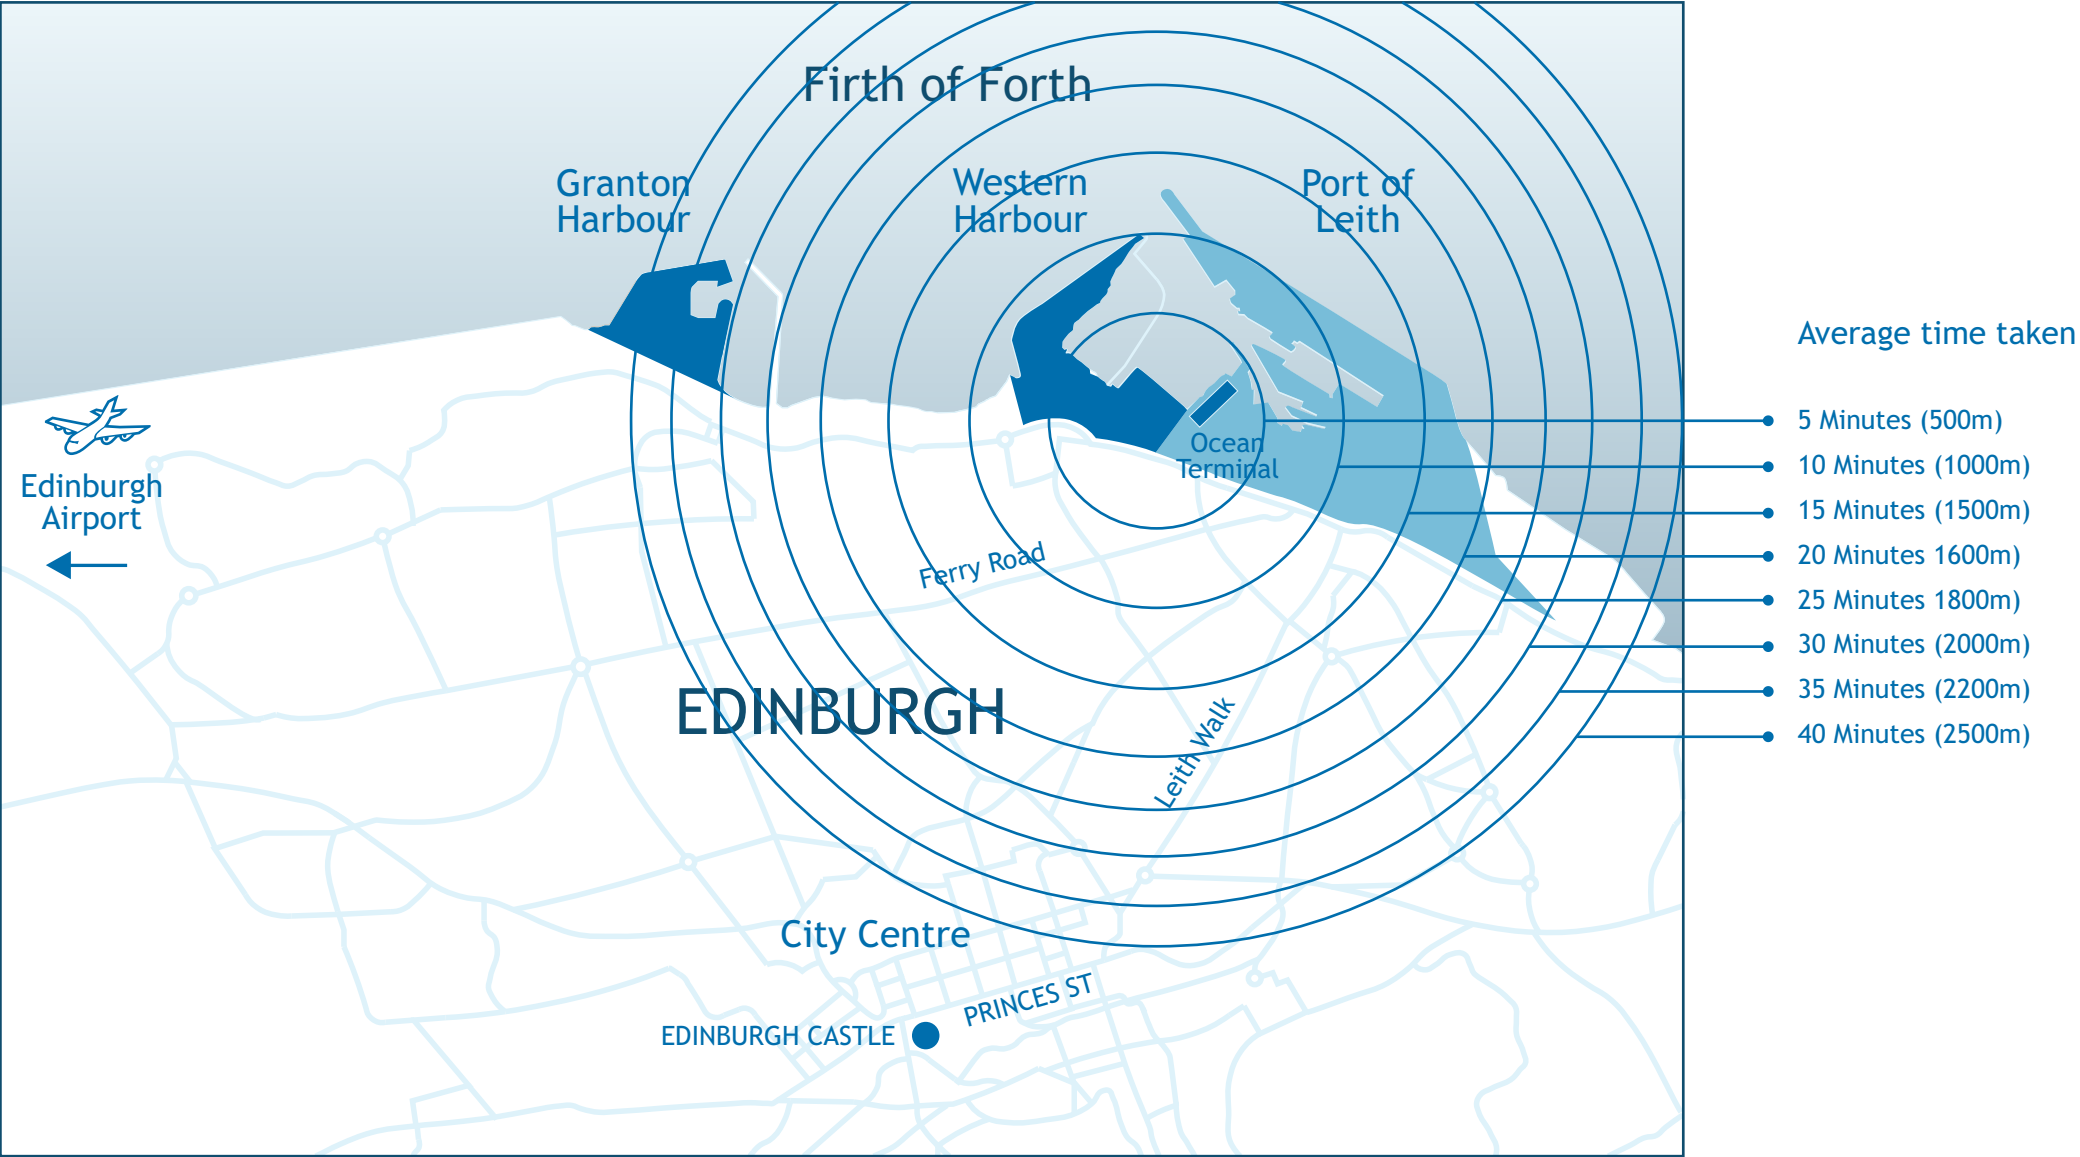 Firth of Forth
Granton
Harbour
Western
Harbour
Port of
Leith
Average time taken
5 Minutes (500m)
10 Minutes (1000m)
15 Minutes (1500m)
20 Minutes 1600m)
25 Minutes 1800m)
30 Minutes (2000m)
35 Minutes (2200m)
40 Minutes (2500m)
Ocean
Terminal
Edinburgh
Airport
Ferry Road
EDINBURGH
Leith Walk
City Centre
PRINCES ST
EDINBURGH CASTLE